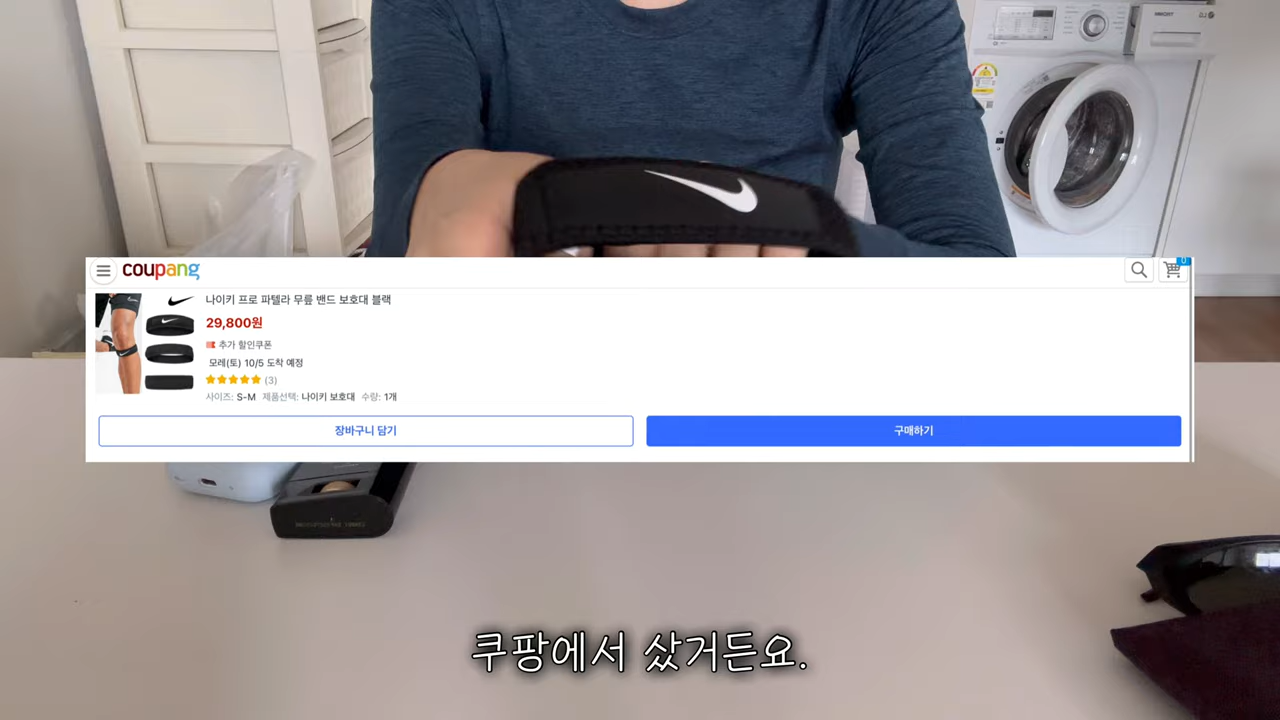 coupang
0
나이키 프로 파텔라 무릎 밴드 보호대 블랙
29,800원
추가 할인쿠폰
모레(토) 10/5 도착 예정
(3)
사이즈: S-M 제품선택: 나이키 보호대 수량: 1개
장바구니 담기
구매하기
쿠팡에서 샀거든요.